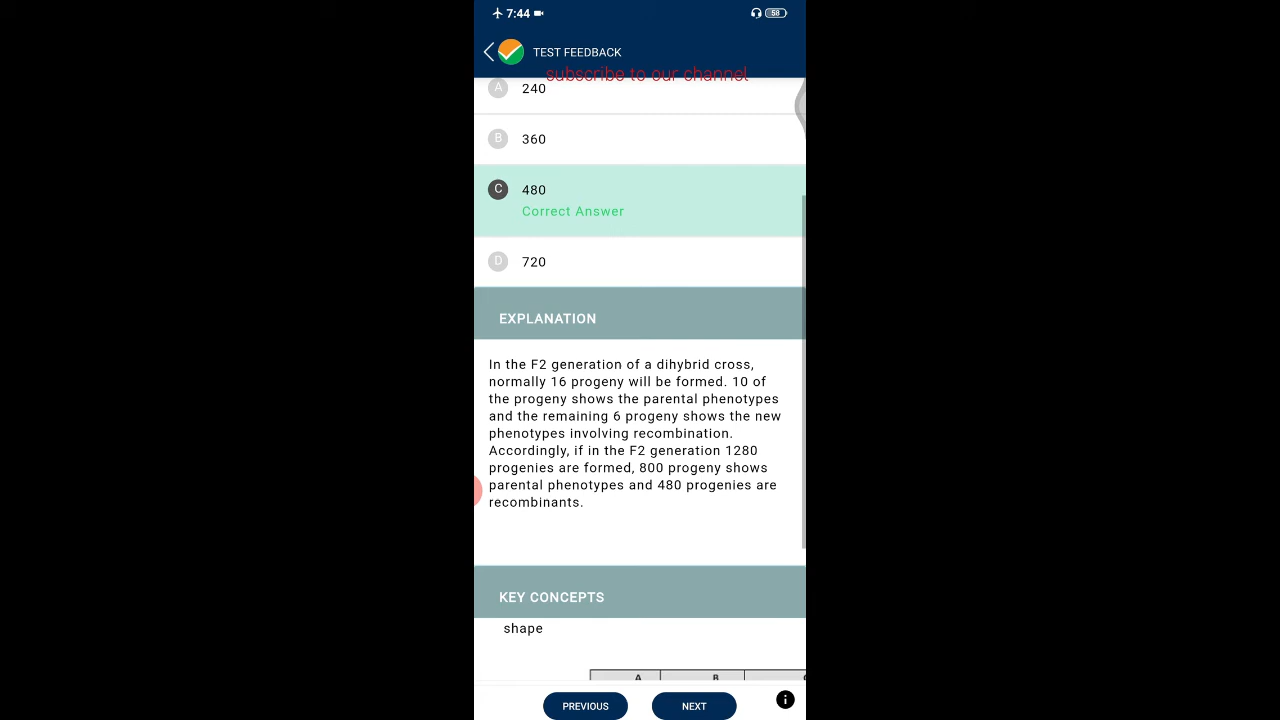 7:44
58
TEST FEEDBACK
subscribe to our channel
A 240
B 360
C 480
Correct Answer
D 720
EXPLANATION
In the F2 generation of a dihybrid cross,
normally 16 progeny will be formed. 10 of
the progeny shows the parental phenotypes
and the remaining 6 progeny shows the new
phenotypes involving recombination.
Accordingly, if in the F2 generation 1280
progenies are formed, 800 progeny shows
parental phenotypes and 480 progenies are
recombinants.
KEY CONCEPTS
shape
A B
PREVIOUS NEXT i